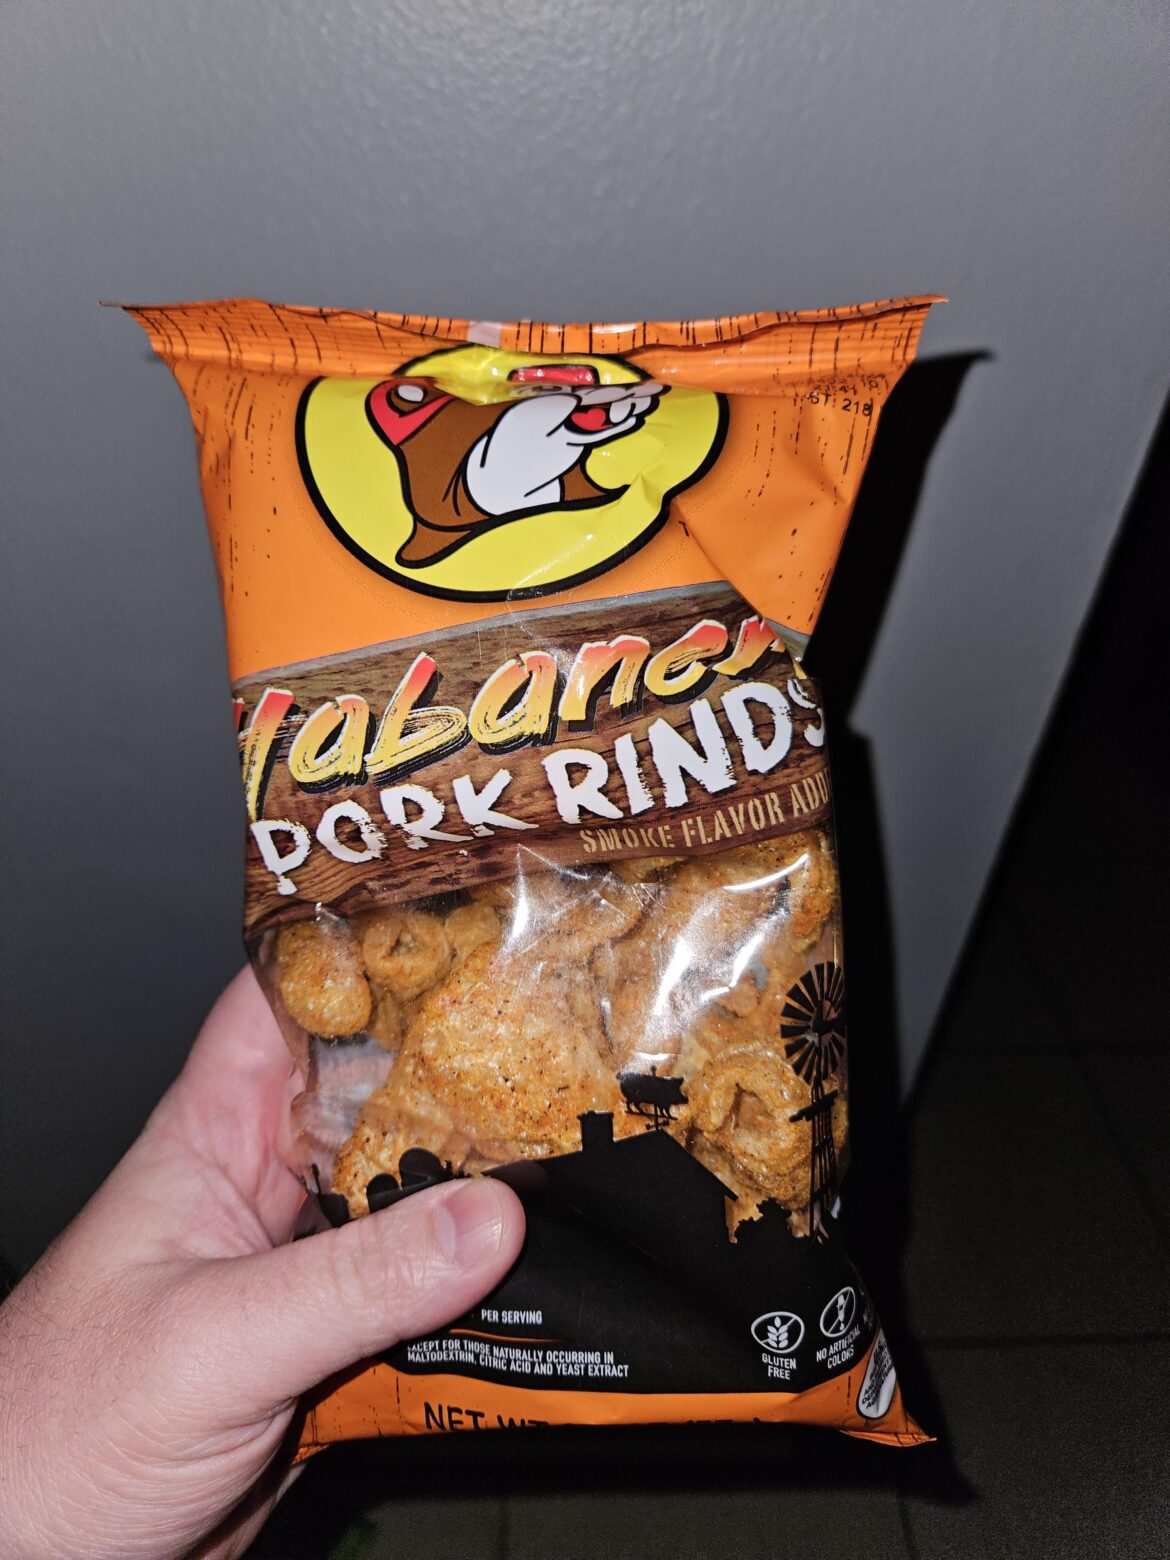 Habanero
PORK RINDS
SMOKE FLAVOR ADD
PER SERVING
EXCEPT FOR THOSE NATURALLY OCCURRING IN
MALTODEXTRIN, CITRIC ACID AND YEAST EXTRACT
GLUTEN
FREE
NO ARTIFICIAL
COLORS
NET WT